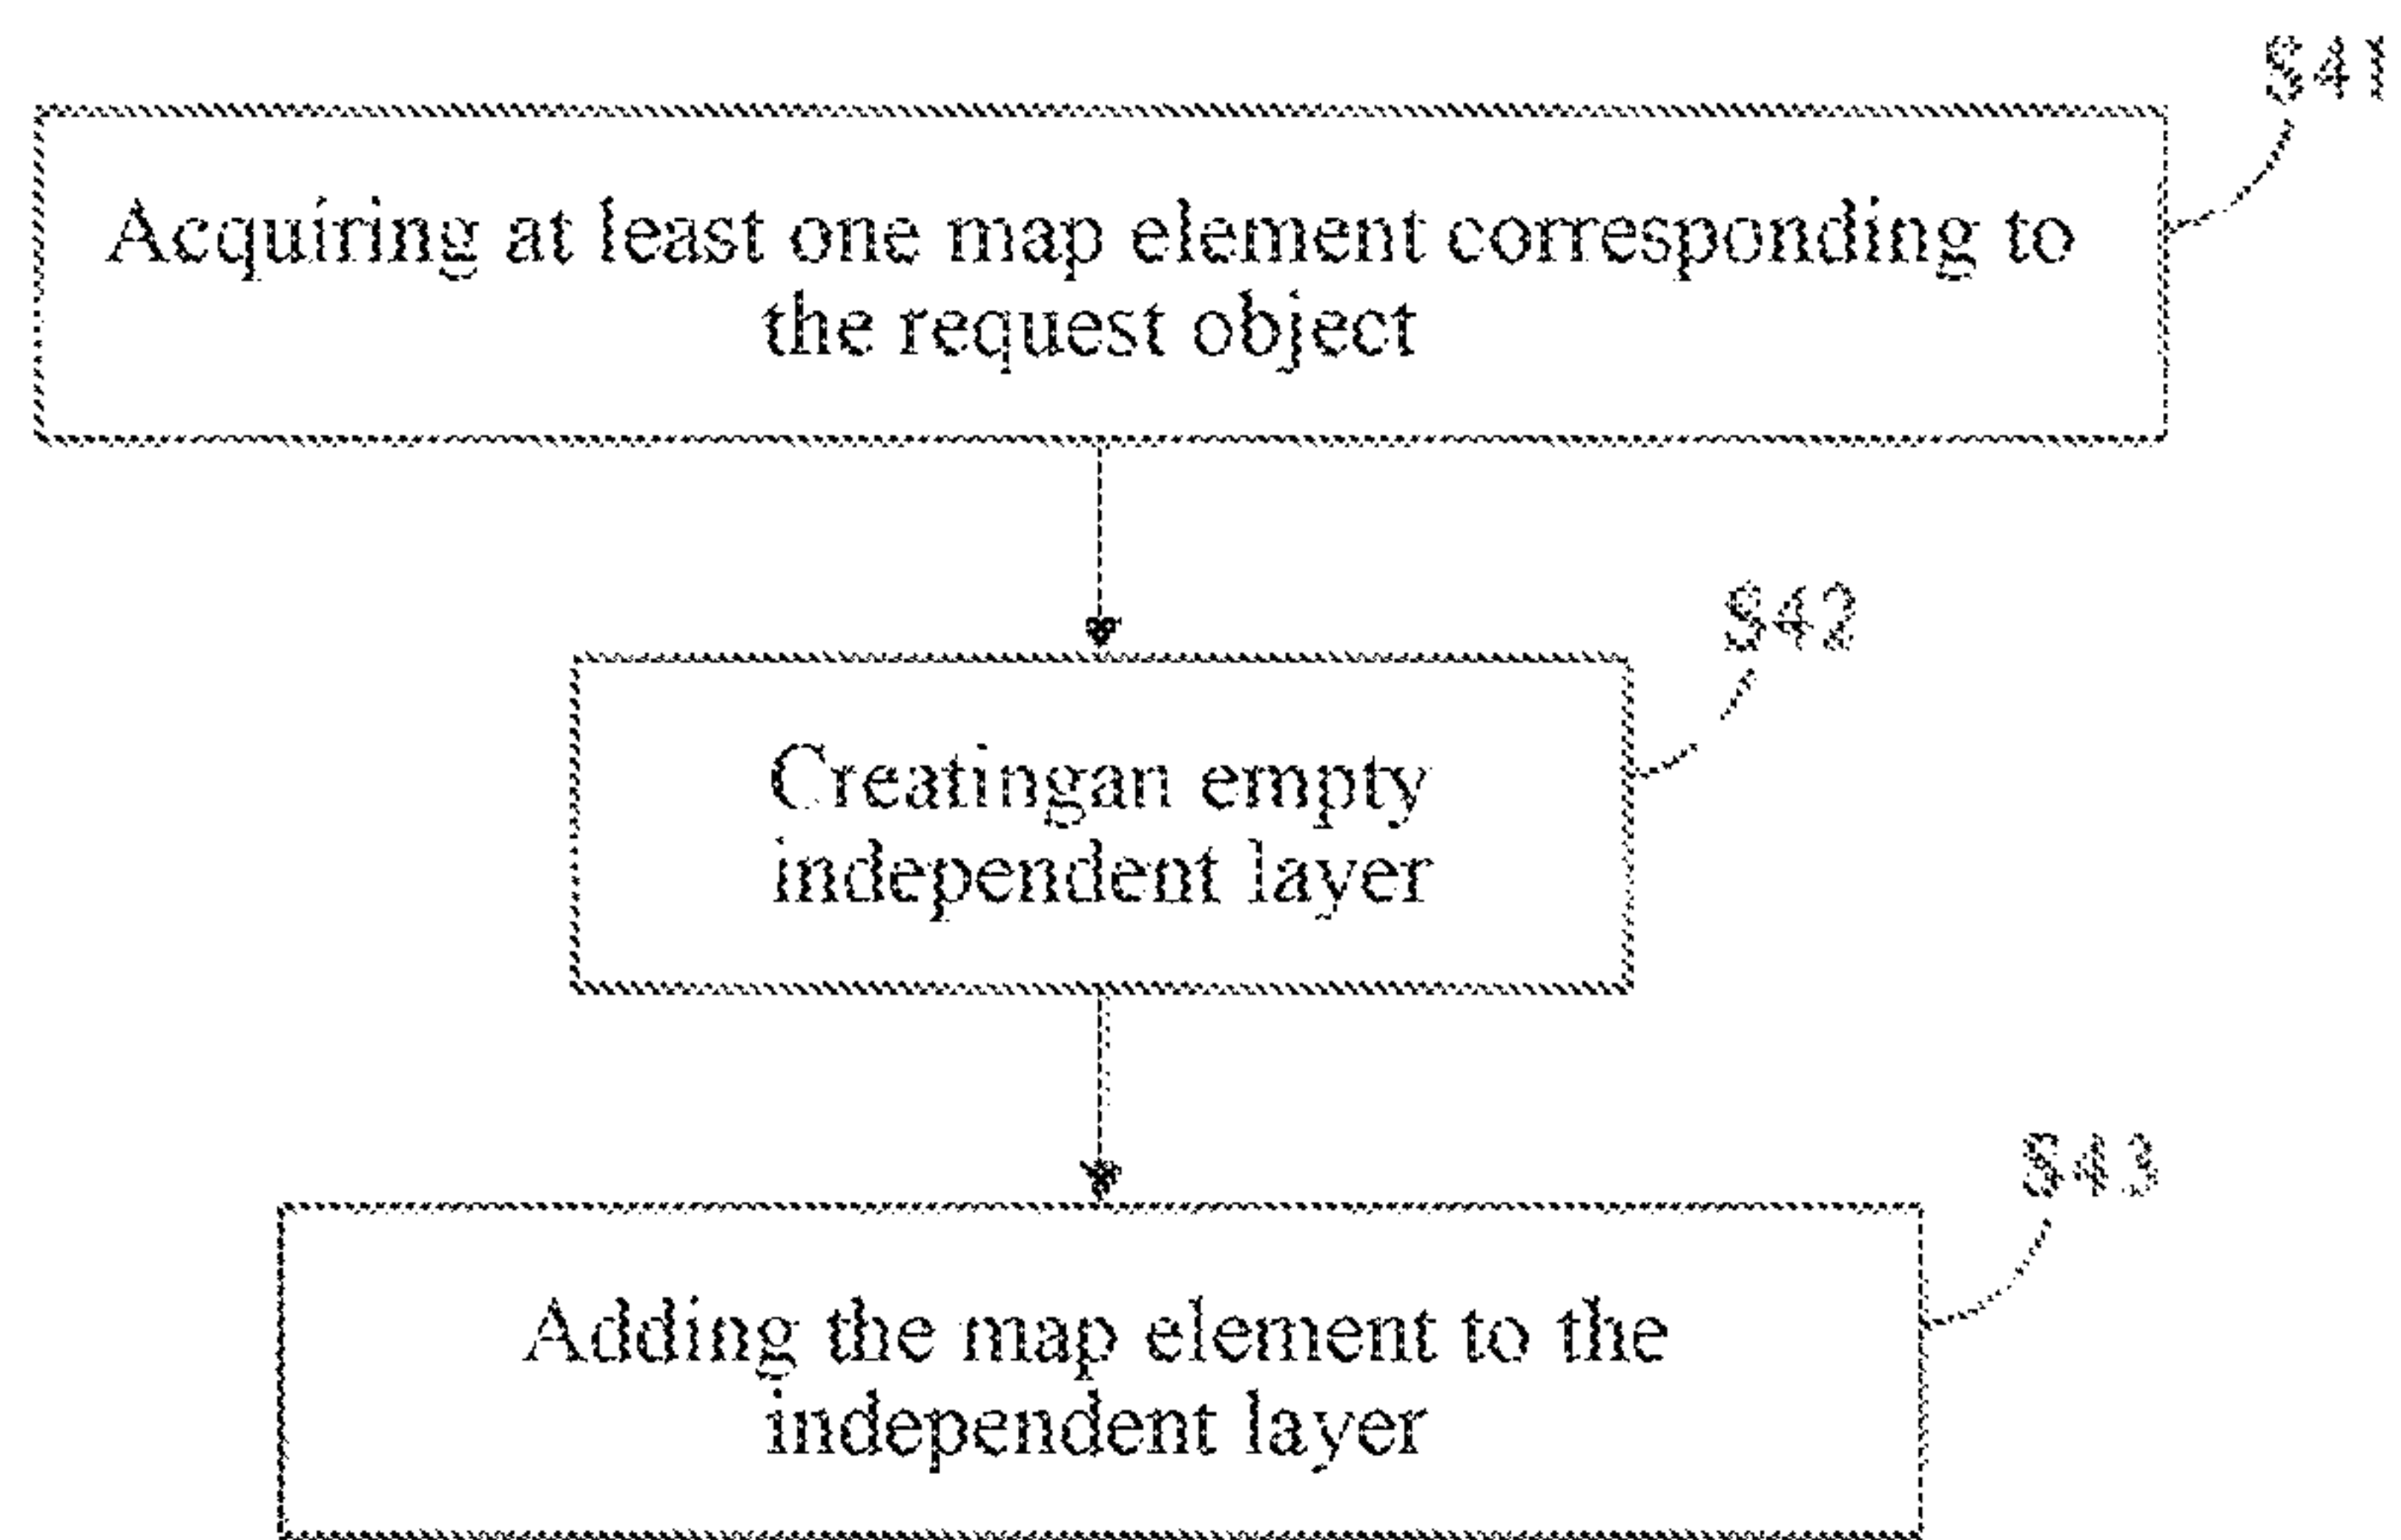 S41
Acquiring at least one map element corresponding to
the request object
S42
Creatingan empty
independent layer
S43
Adding the map element to the
independent layer